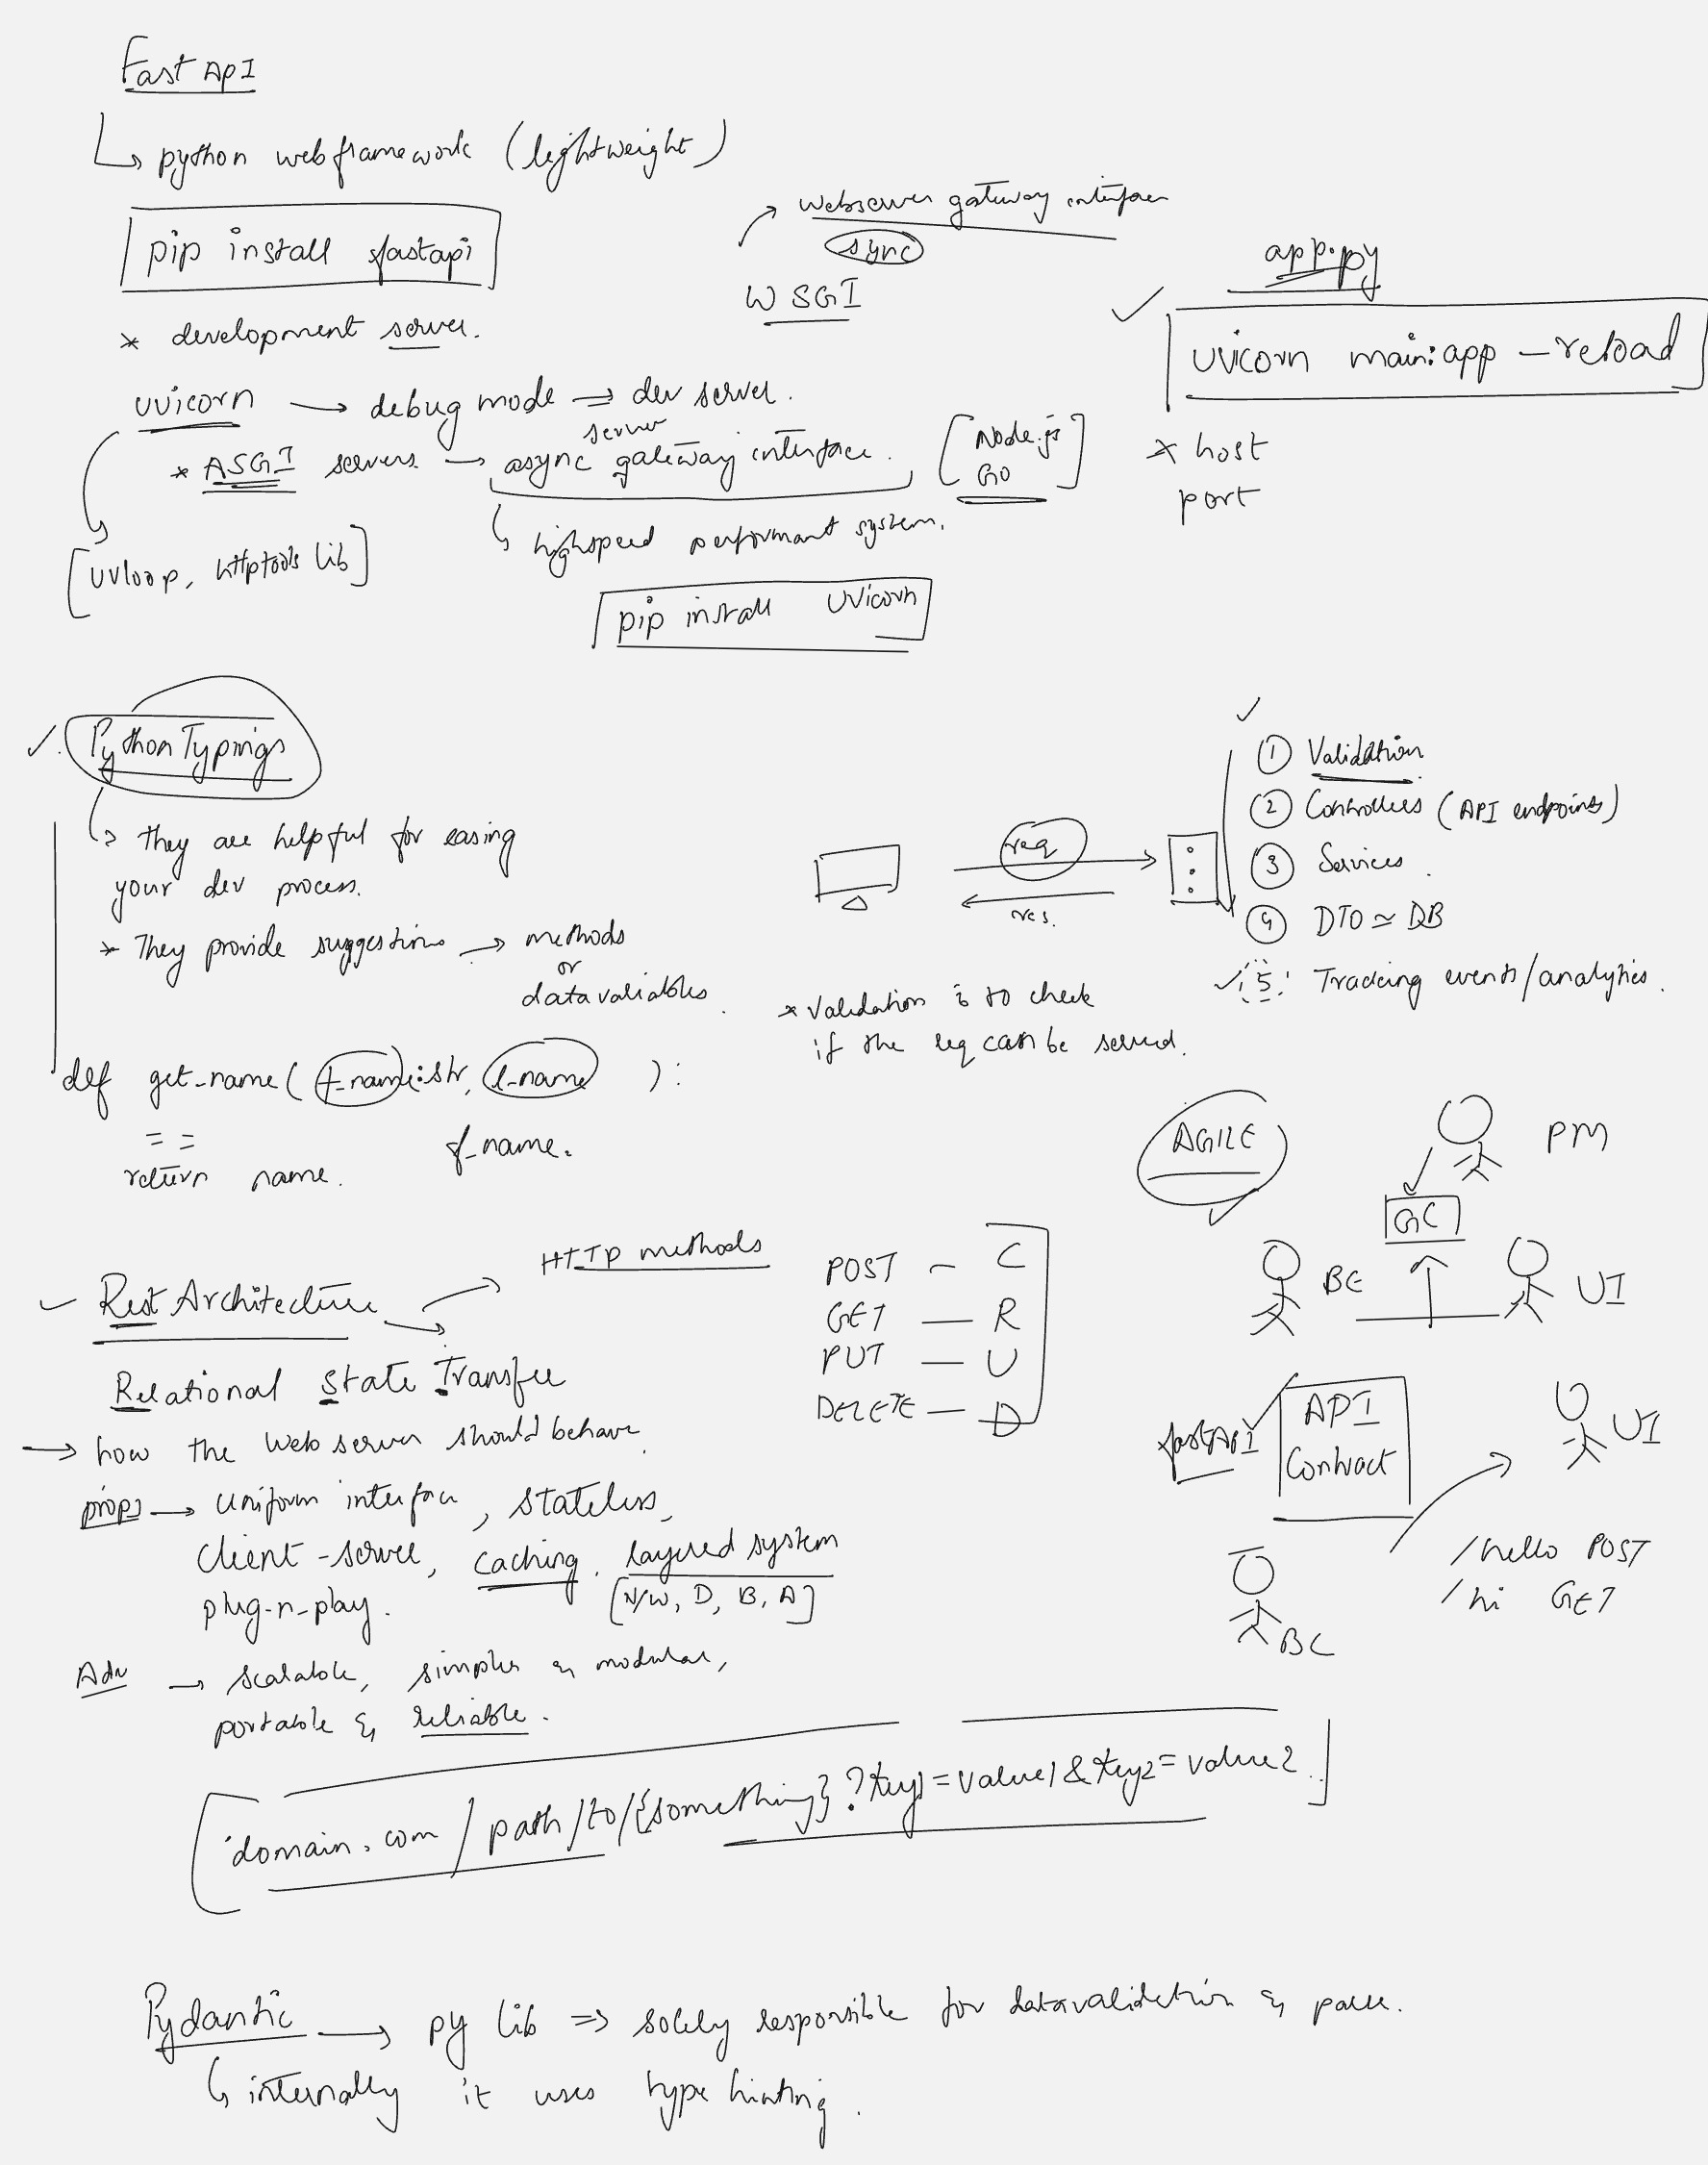 Fast API
python webframework (lightweight)
pip install fastapi
* development server.
webserver gateway interface
sync
WSGI
app.py
uvicorn main:app -reload
* host
port
uvicorn → debug mode => dev server.
server
* ASGI servers → async gateway interface.
[Node.js
Go]
highspeed performant system.
[uvloop, httptools lib]
pip install uvicorn
Python Typings
they are helpful for easing
your dev process.
* They provide suggestions → methods
or
datavariables.
def get_name(f_name:str, l_name ):
==
return name.
f_name.
req
res.
1 Validation
2 Controllers (API endpoints)
3 Services.
4 DTO ≃ DB
5 Tracking events/analytics.
* Validation is to check
if the req can be served.
AGILE
PM
GC
BE
UI
Rest Architecture
HTTP methods
POST - C
GET - R
PUT - U
DELETE - D
Relational State Transfer
→ how the web server should behave.
props → uniform interface, stateless,
client-server, caching, layered system
plug-n-play.
[N/W, D, B, A]
Adv → scalable, simpler & modular,
portable & reliable.
fastAPI
API
Contract
UI
/hello POST
/hi GET
BE
domain.com/path/to/{something}?key1=value1&key2=value2
Pydantic → py lib => solely responsible for datavalidation & parse.
internally it uses type hinting.